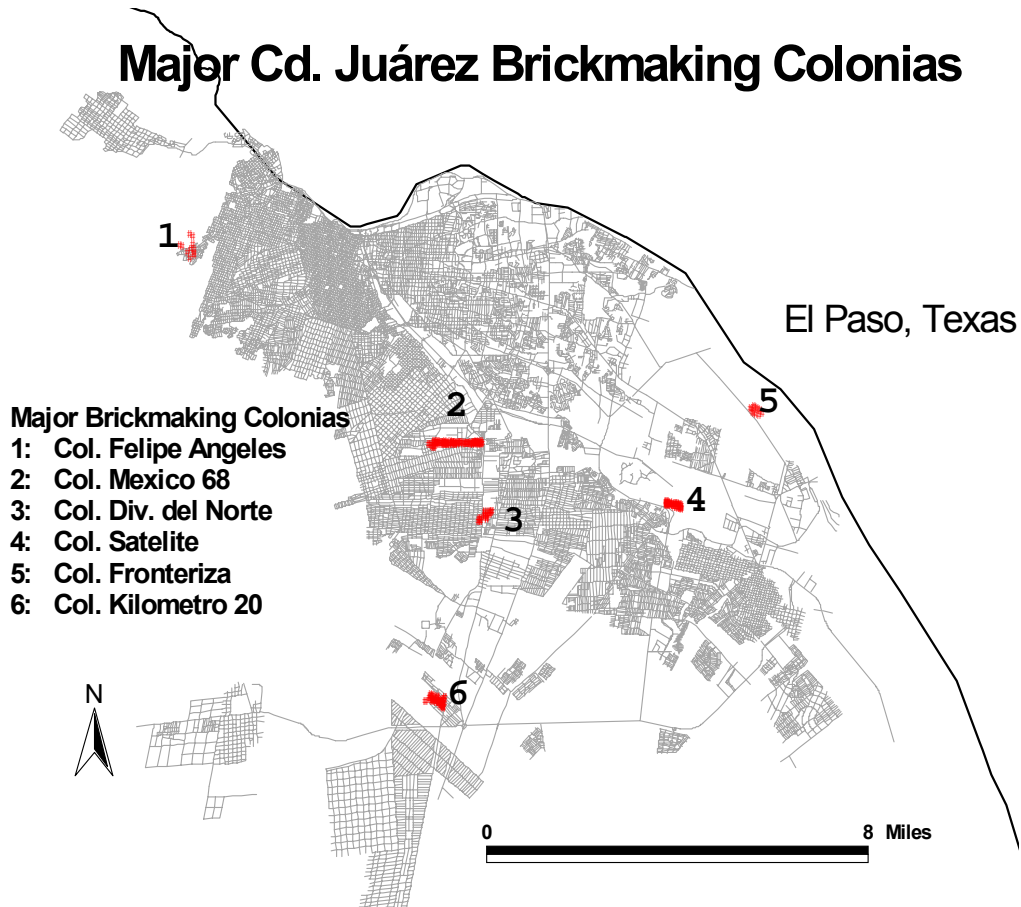 Major Cd. Juárez Brickmaking Colonias
1
El Paso, Texas
5
2
Major Brickmaking Colonias
1: Col. Felipe Angeles
2: Col. Mexico 68
3: Col. Div. del Norte
4: Col. Satelite
5: Col. Fronteriza
6: Col. Kilometro 20
4
3
N
6
0 8 Miles